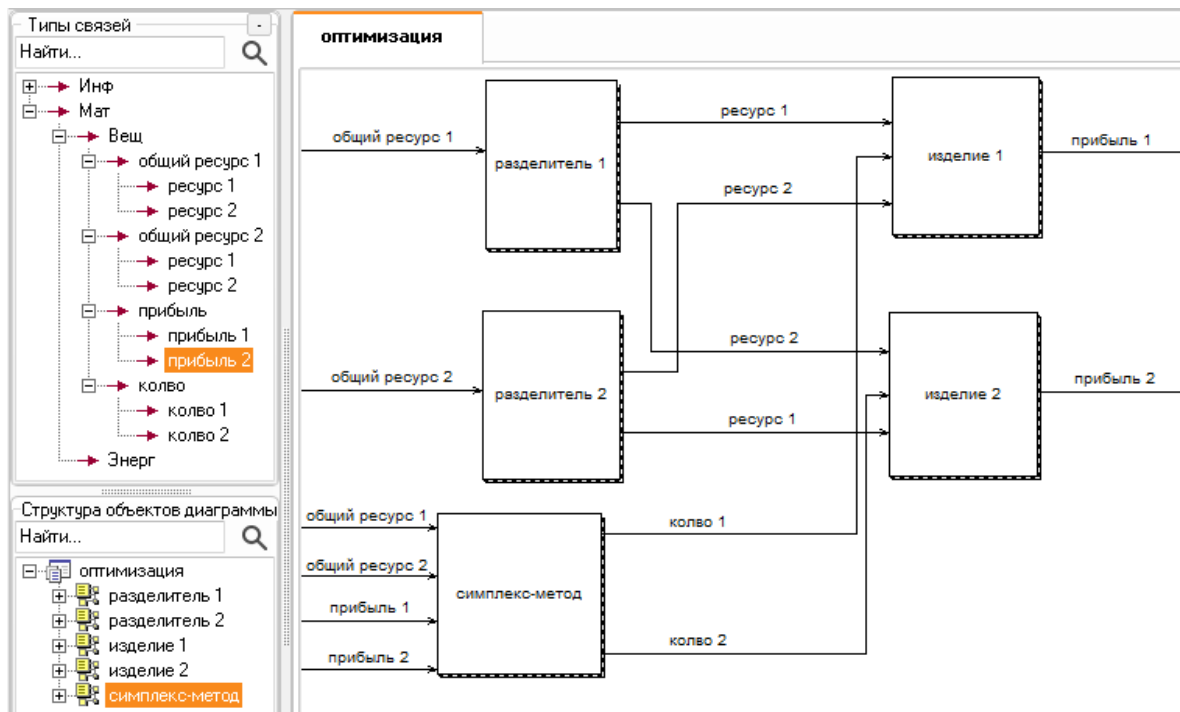 Типы связей
-
Найти...
Инф
Мат
Вещ
общий ресурс 1
ресурс 1
ресурс 2
общий ресурс 2
ресурс 1
ресурс 2
прибыль
прибыль 1
прибыль 2
колво
колво 1
колво 2
Энерг
Структура объектов диаграммы
Найти...
оптимизация
разделитель 1
разделитель 2
изделие 1
изделие 2
симплекс-метод
оптимизация
общий ресурс 1
разделитель 1
ресурс 1
ресурс 2
изделие 1
прибыль 1
общий ресурс 2
разделитель 2
ресурс 2
ресурс 1
изделие 2
прибыль 2
общий ресурс 1
общий ресурс 2
прибыль 1
прибыль 2
симплекс-метод
колво 1
колво 2